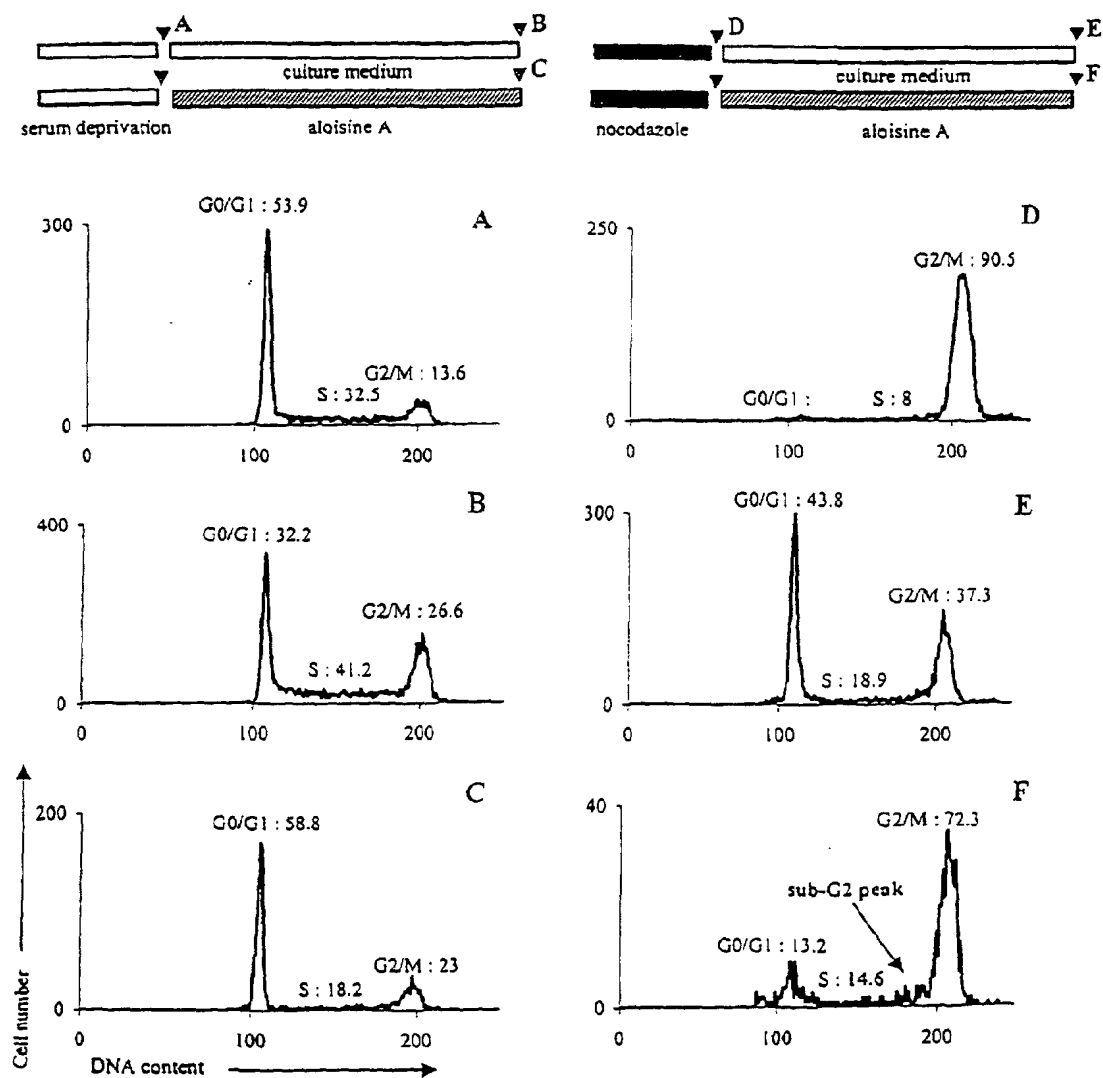 A
B
culture medium
C
serum deprivation
aloisine A
D
E
culture medium
F
nocodazole
aloisine A
A
300
G0/G1 : 53.9
G2/M : 13.6
S : 32.5
0
0 100 200
D
250
G2/M : 90.5
G0/G1 :
S : 8
0
0 100 200
B
400
G0/G1 : 32.2
G2/M : 26.6
S : 41.2
0
0 100 200
E
300
G0/G1 : 43.8
G2/M : 37.3
S : 18.9
0
0 100 200
C
200
G0/G1 : 58.8
G2/M : 23
S : 18.2
0
0 100 200
F
40
G2/M : 72.3
sub-G2 peak
G0/G1 : 13.2
S : 14.6
0
0 100 200
Cell number
DNA content